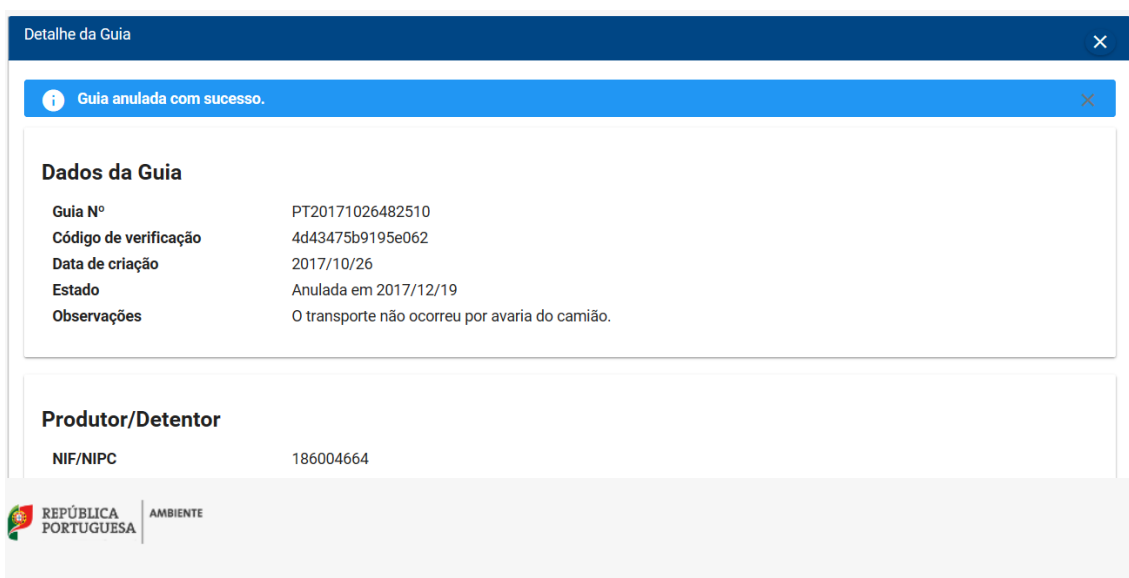 Detalhe da Guia
Guia anulada com sucesso.
Dados da Guia
Guia Nº PT20171026482510
Código de verificação 4d43475b9195e062
Data de criação 2017/10/26
Estado Anulada em 2017/12/19
Observações O transporte não ocorreu por avaria do camião.
Produtor/Detentor
NIF/NIPC 186004664
REPÚBLICA
PORTUGUESA
AMBIENTE